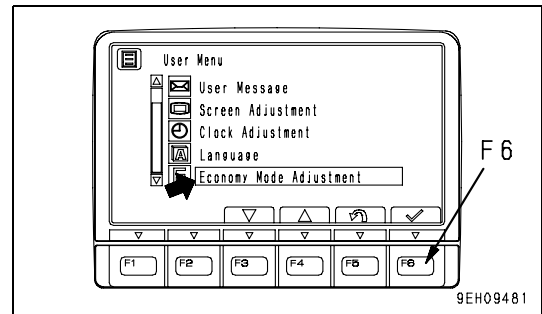 User Menu
User Message
Screen Adjustment
Clock Adjustment
A Language
E Economy Mode Adjustment
F6
F1 F2 F3 F4 F5 F6
9EH09481